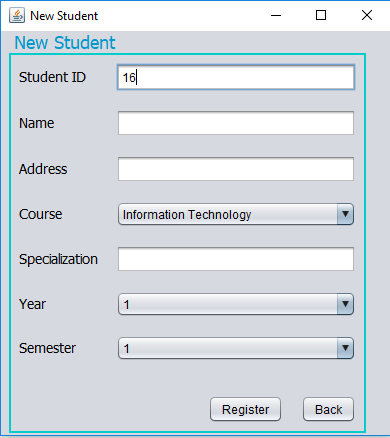 New Student
New Student
Student ID 16
Name
Address
Course Information Technology
Specialization
Year 1
Semester 1
Register Back